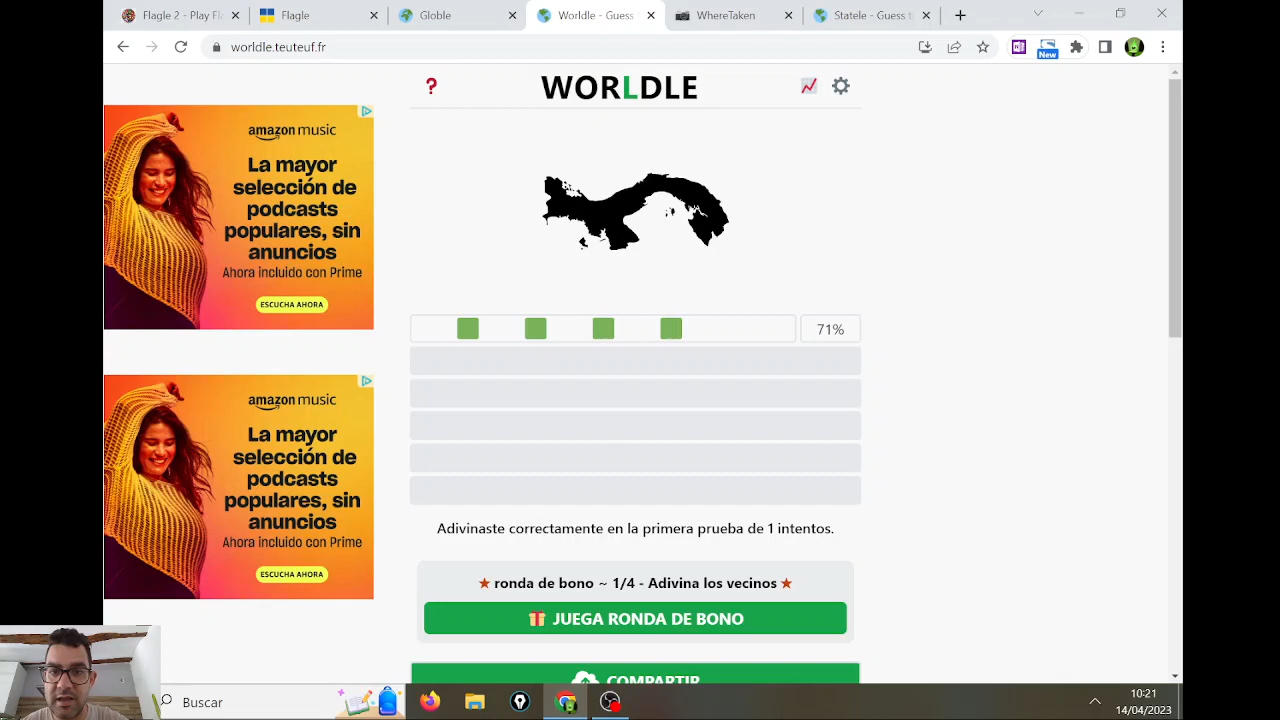 Flagle 2 - Play Fl
Flagle
Globle
Worldle - Guess
WhereTaken
Statele - Guess t
worldle.teuteuf.fr
New
? WORLDLE
amazon music
La mayor
selección de
podcasts
populares, sin
anuncios
Ahora incluido con Prime
ESCUCHA AHORA
71%
amazon music
La mayor
selección de
podcasts
populares, sin
anuncios
Ahora incluido con Prime
ESCUCHA AHORA
Adivinaste correctamente en la primera prueba de 1 intentos.
ronda de bono ~ 1/4 - Adivina los vecinos
JUEGA RONDA DE BONO
COMPARTIR
Buscar
10:21
14/04/2023